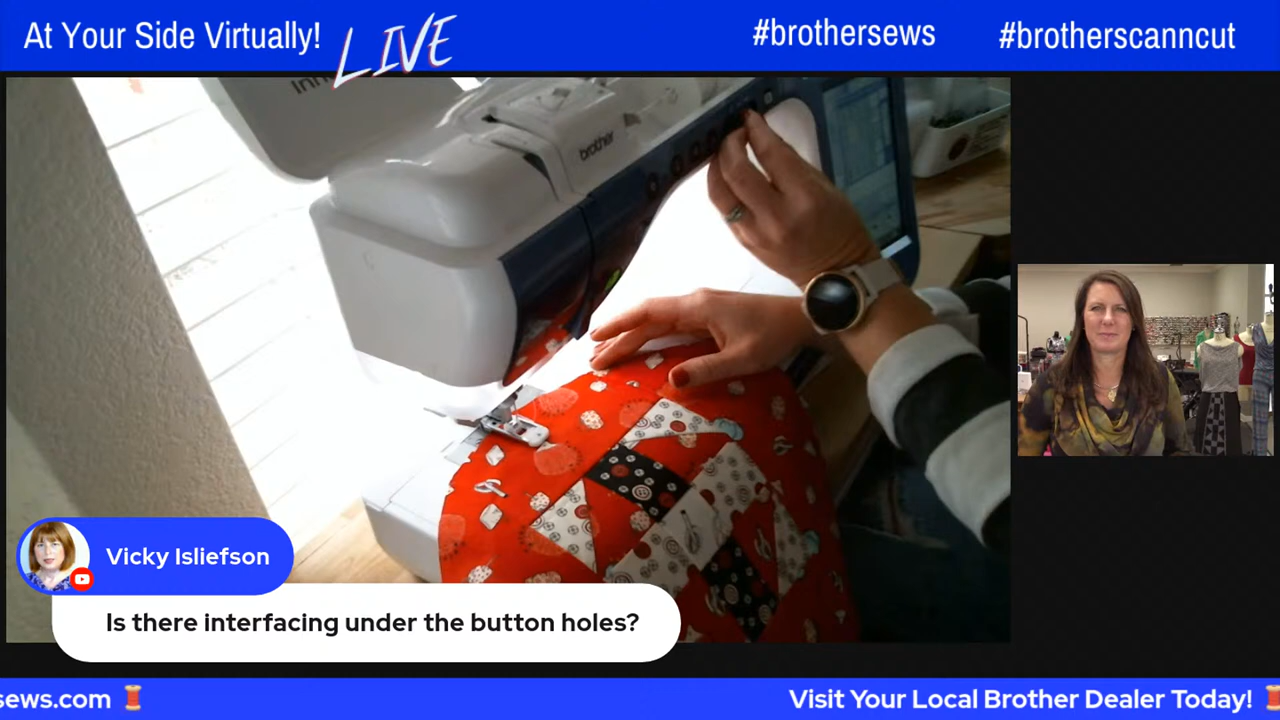 At Your Side Virtually! LIVE
#brothersews
#brotherscanncut
brother
Vicky Isliefson
Is there interfacing under the button holes?
sews.com
Visit Your Local Brother Dealer Today!